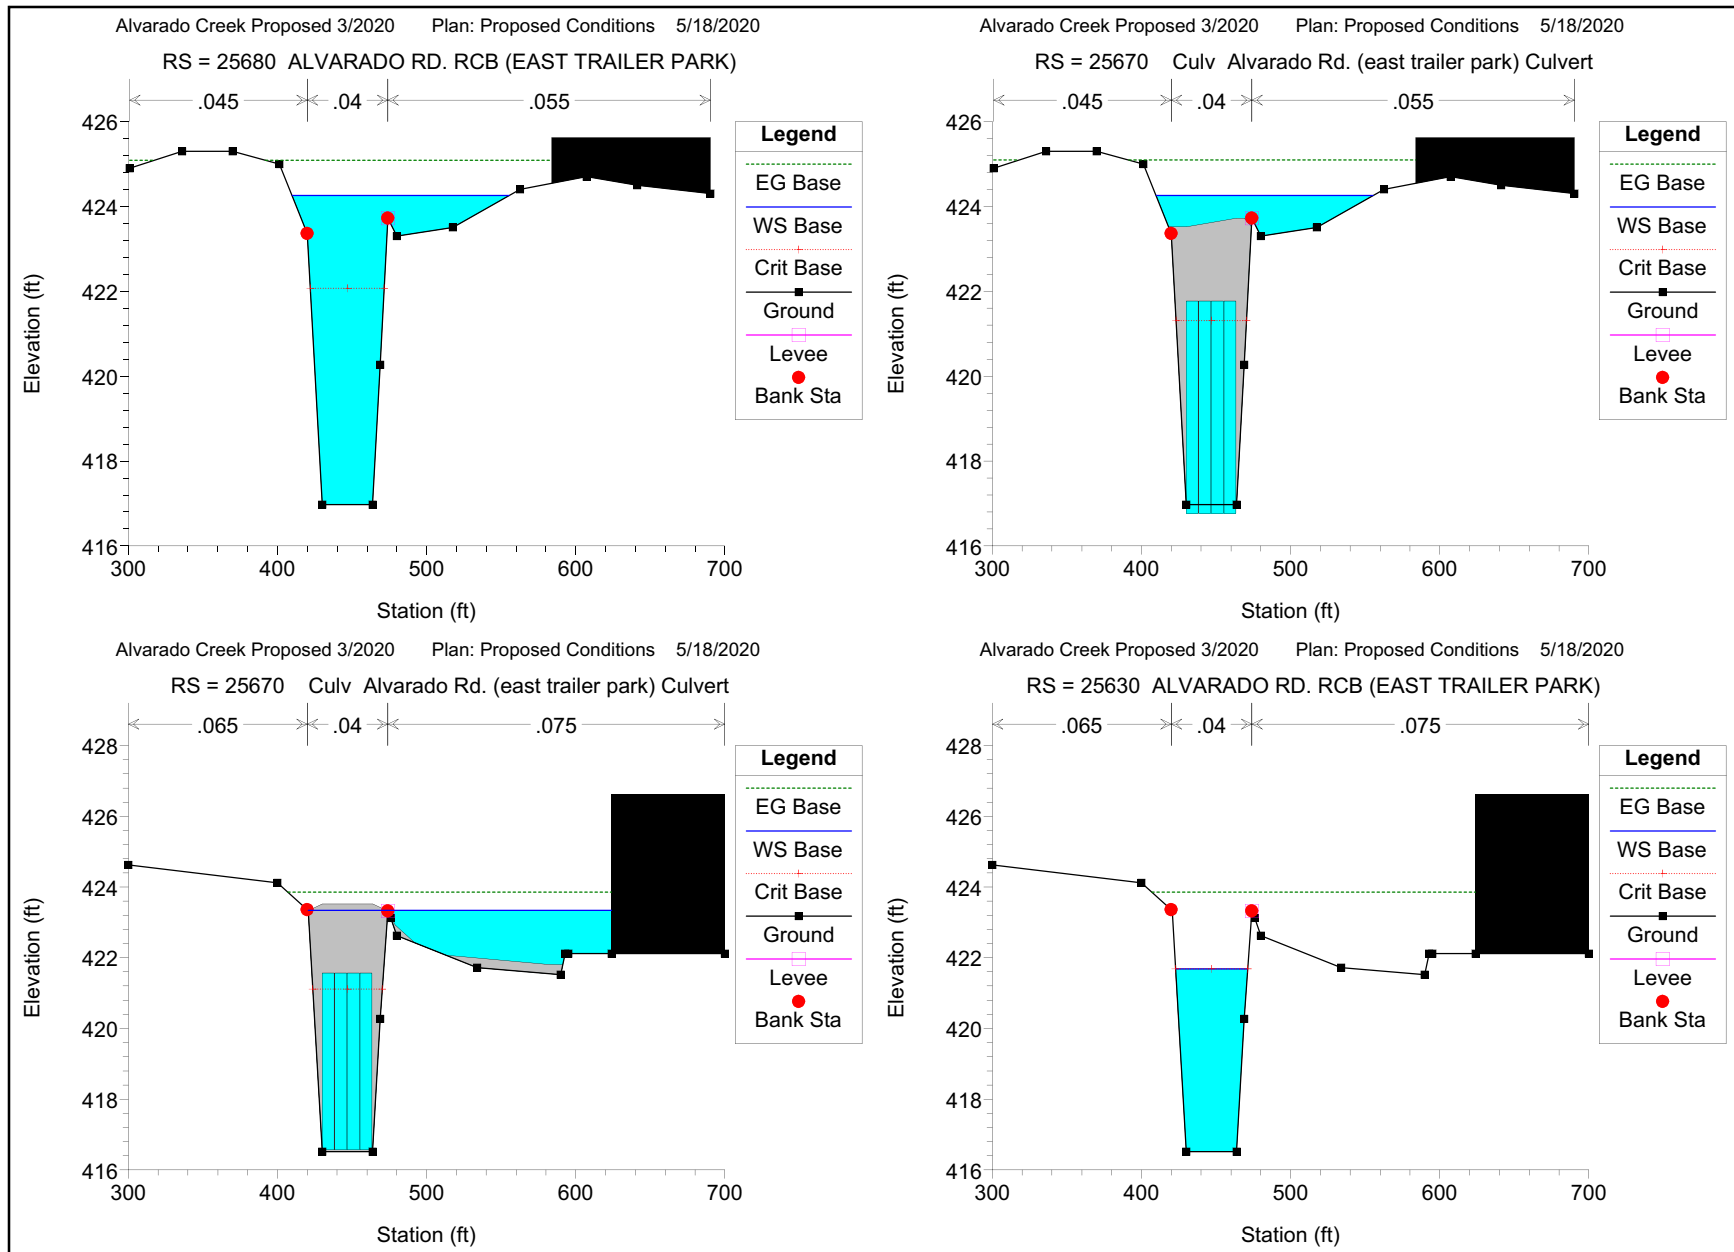 Alvarado Creek Proposed 3/2020 Plan: Proposed Conditions 5/18/2020
RS = 25680 ALVARADO RD. RCB (EAST TRAILER PARK)
.045 .04 .055
426
424
422
420
418
416
Elevation (ft)
300 400 500 600 700
Station (ft)
Legend
EG Base
WS Base
Crit Base
Ground
Levee
Bank Sta
Alvarado Creek Proposed 3/2020 Plan: Proposed Conditions 5/18/2020
RS = 25670 Culv Alvarado Rd. (east trailer park) Culvert
.045 .04 .055
426
424
422
420
418
416
Elevation (ft)
300 400 500 600 700
Station (ft)
Legend
EG Base
WS Base
Crit Base
Ground
Levee
Bank Sta
Alvarado Creek Proposed 3/2020 Plan: Proposed Conditions 5/18/2020
RS = 25670 Culv Alvarado Rd. (east trailer park) Culvert
.065 .04 .075
428
426
424
422
420
418
416
Elevation (ft)
300 400 500 600 700
Station (ft)
Legend
EG Base
WS Base
Crit Base
Ground
Levee
Bank Sta
Alvarado Creek Proposed 3/2020 Plan: Proposed Conditions 5/18/2020
RS = 25630 ALVARADO RD. RCB (EAST TRAILER PARK)
.065 .04 .075
428
426
424
422
420
418
416
Elevation (ft)
300 400 500 600 700
Station (ft)
Legend
EG Base
WS Base
Crit Base
Ground
Levee
Bank Sta